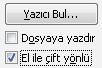 Yazıcı Bul...
Dosyaya yazdır
El ile çift yönlü